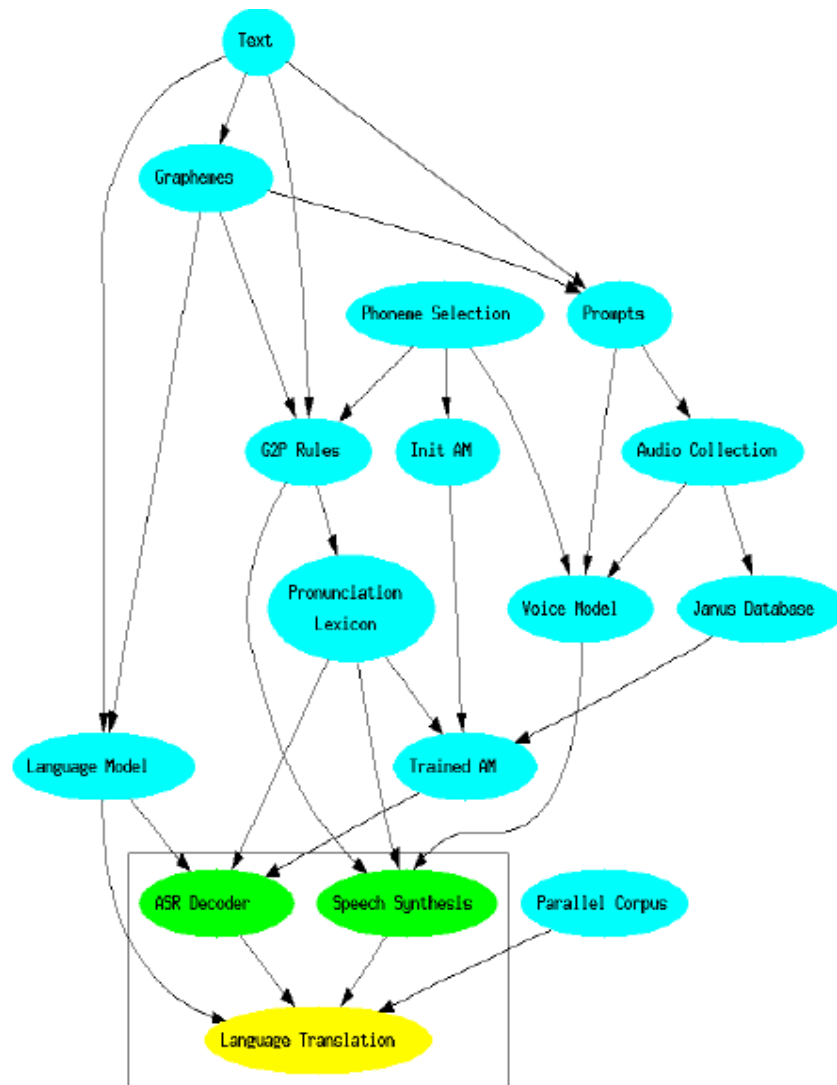 Text
Graphemes
Phoneme Selection
Prompts
G2P Rules
Init AM
Audio Collection
Pronunciation
Lexicon
Voice Model
Janus Database
Language Model
Trained AM
ASR Decoder
Speech Synthesis
Parallel Corpus
Language Translation